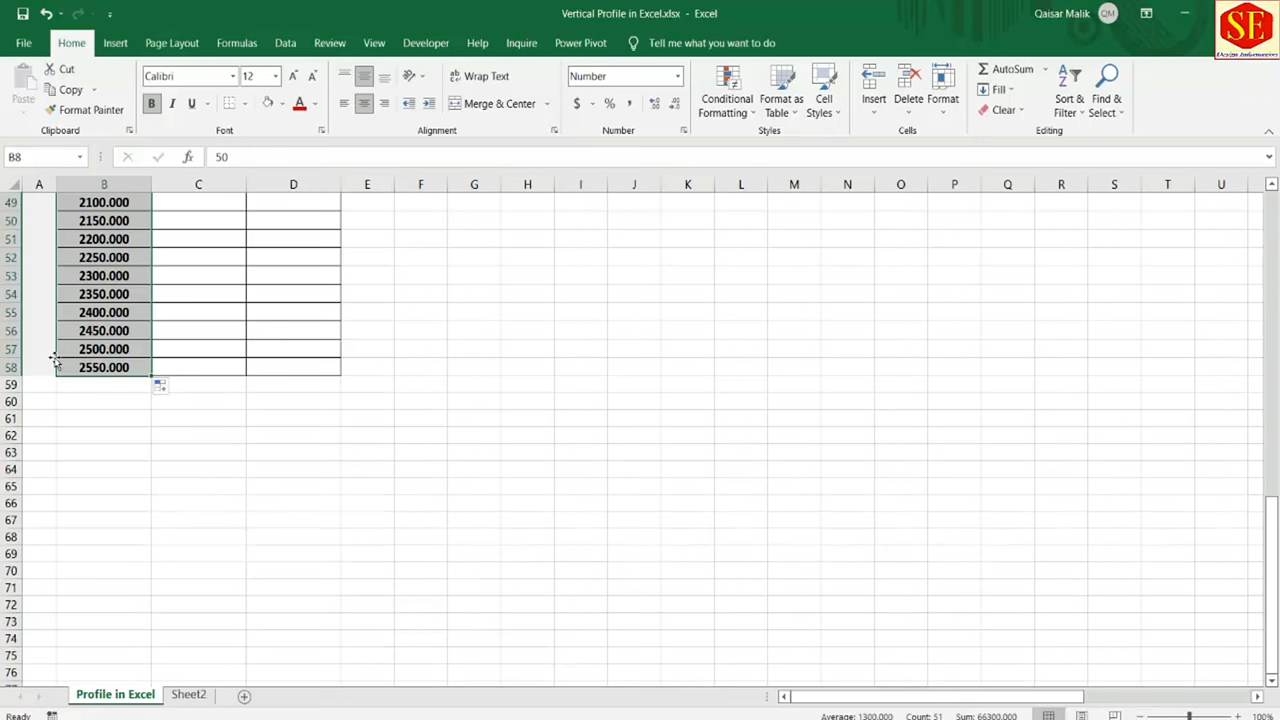 Vertical Profile in Excel.xlsx - Excel
Qaisar Malik
QM
SE
File Home Insert Page Layout Formulas Data Review View Developer Help Inquire Power Pivot Tell me what you want to do
Paste
Cut
Copy
Format Painter
Clipboard
Calibri 12
B I U
Font
Wrap Text
Merge & Center
Alignment
Number
$ % ,
Number
Conditional Formatting
Format as Table
Cell Styles
Styles
Insert Delete Format
Cells
AutoSum
Fill
Clear
Sort & Filter
Find & Select
Editing
B8 fx 50
A B C D E F G H I J K L M N O P Q R S T U
49 2100.000
50 2150.000
51 2200.000
52 2250.000
53 2300.000
54 2350.000
55 2400.000
56 2450.000
57 2500.000
58 2550.000
59
60
61
62
63
64
65
66
67
68
69
70
71
72
73
74
75
76
Profile in Excel Sheet2
Ready Average: 1300.000 Count: 51 Sum: 66300.000 100%